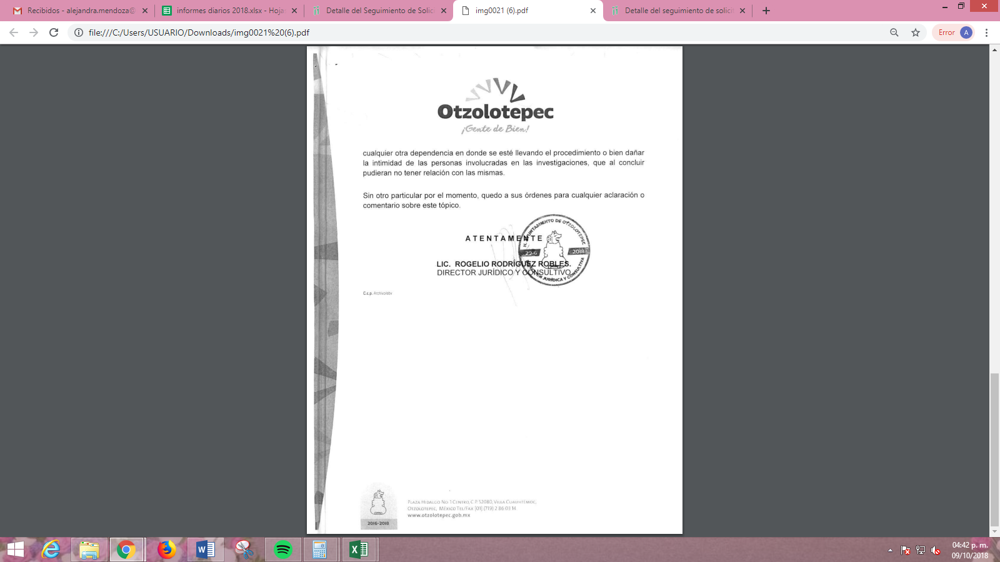 Recibidos - alejandra.mendoza@
informes diarios 2018.xlsx - Hoja
Detalle del Seguimiento de Solic
img0021 (6).pdf
Detalle del seguimiento de solicit
file:///C:/Users/USUARIO/Downloads/img0021%20(6).pdf
Error
A
Otzolotepec
¡Gente de Bien!
cualquier otra dependencia en donde se esté llevando el procedimiento o bien dañar
la intimidad de las personas involucradas en las investigaciones, que al concluir
pudieran no tener relación con las mismas.
Sin otro particular por el momento, quedo a sus órdenes para cualquier aclaración o
comentario sobre este tópico.
A T E N T A M E N T E
H. AYUNTAMIENTO DE OTZOLOTEPEC
2016 2018
DIRECCIÓN JURÍDICA Y CONSULTIVA
LIC. ROGELIO RODRÍGUEZ ROBLES.
DIRECTOR JURÍDICO Y CONSULTIVO
C.c.p.
PLAZA HIDALGO NO. 1 CENTRO, C.P. 52080, VILLA CUAUHTÉMOC,
OTZOLOTEPEC, MÉXICO TEL/FAX [01] (719) 2 86 03 14
www.otzolotepec.gob.mx
2016-2018
04:42 p. m.
09/10/2018